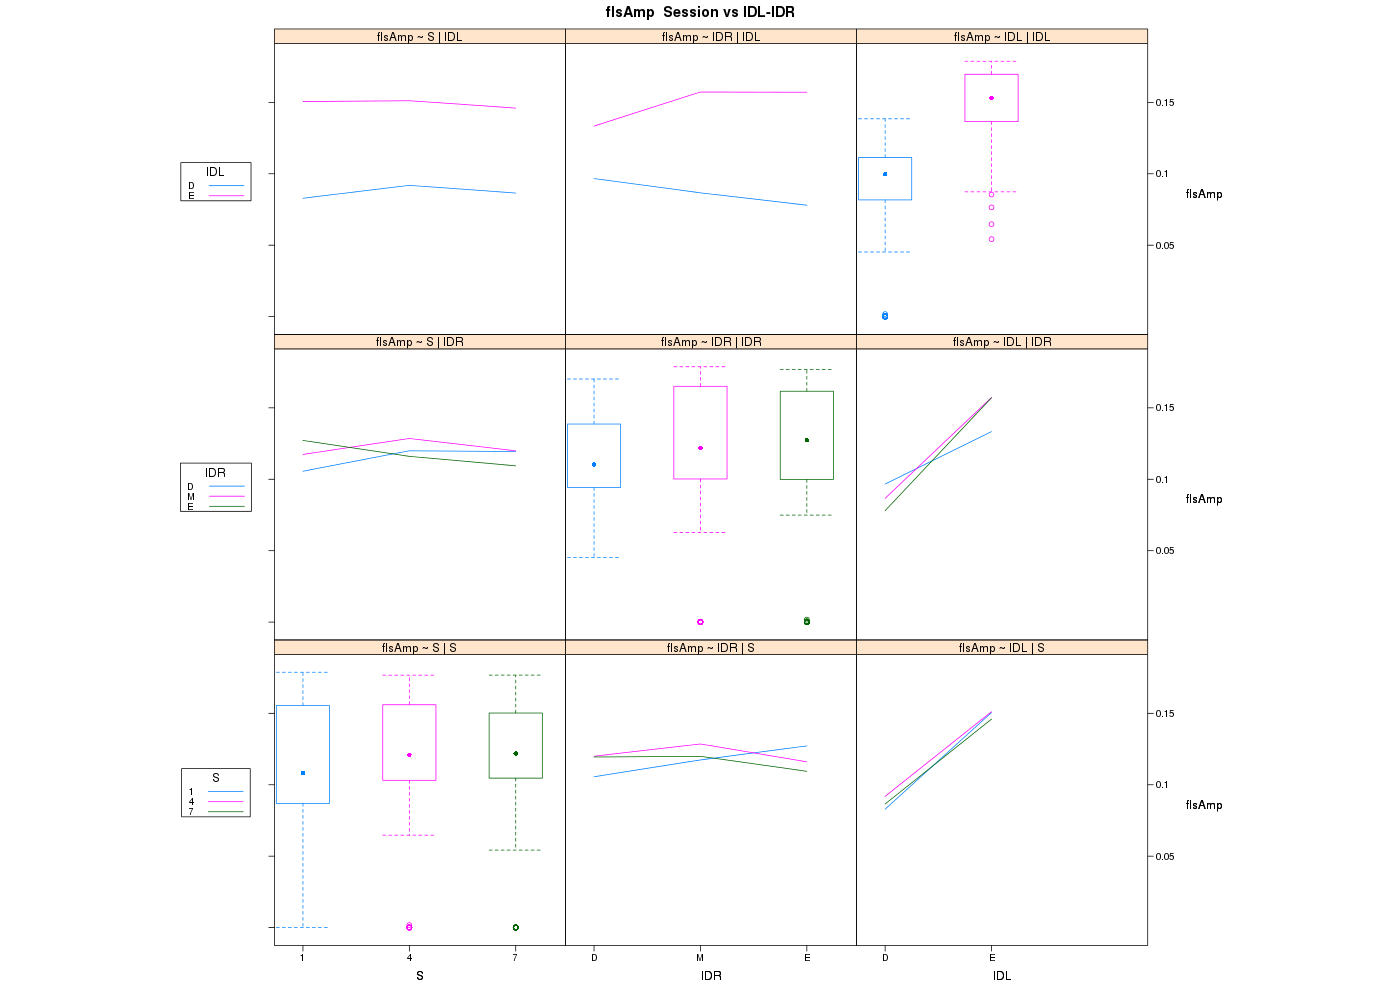 flsAmp  Session vs IDL-IDR
flsAmp ~ S | IDL
flsAmp ~ IDR | IDL
flsAmp ~ IDL | IDL
0.15
0.1
0.05
flsAmp
IDL
D
E
flsAmp ~ S | IDR
flsAmp ~ IDR | IDR
flsAmp ~ IDL | IDR
0.15
0.1
0.05
flsAmp
IDR
D
M
E
flsAmp ~ S | S
flsAmp ~ IDR | S
flsAmp ~ IDL | S
0.15
0.1
0.05
flsAmp
S
1
4
7
1 4 7 D M E D E
S IDR IDL